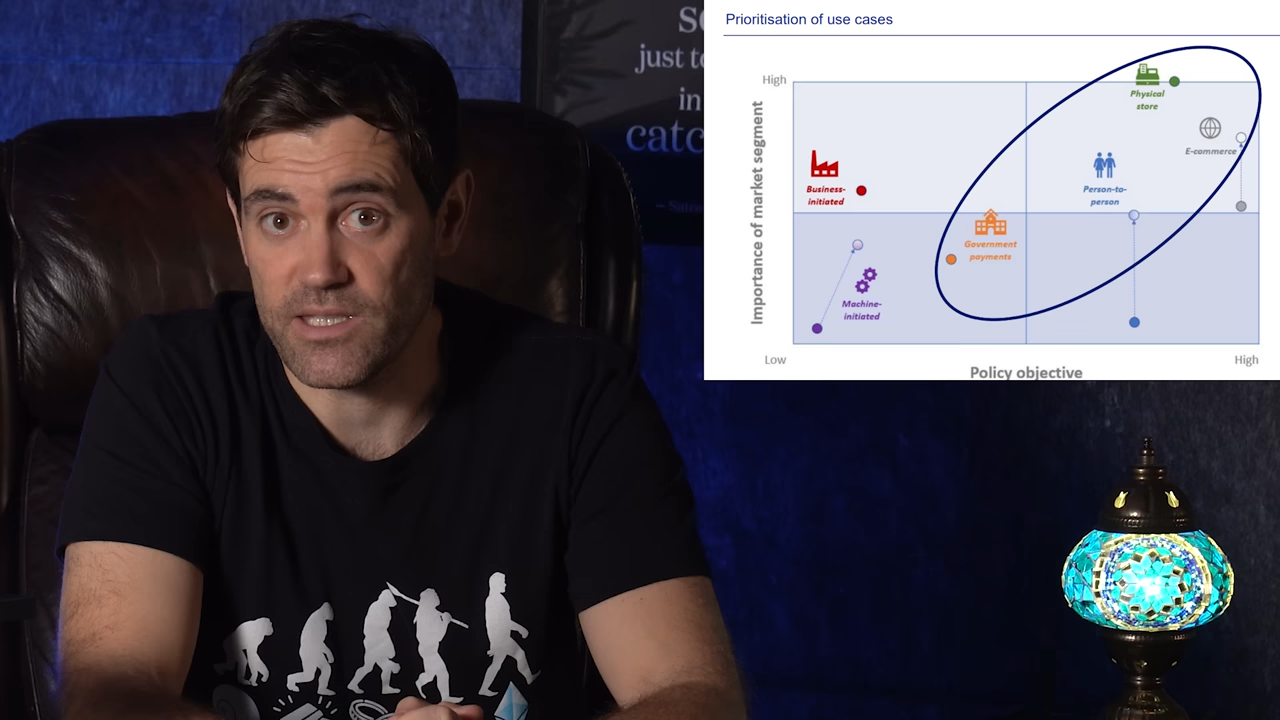 just
in
Prioritisation of use cases
High
Importance of market segment
Physical
store
E-commerce
Business-
initiated
Person-to-
person
Government
payments
Machine-
initiated
Low
High
Policy objective